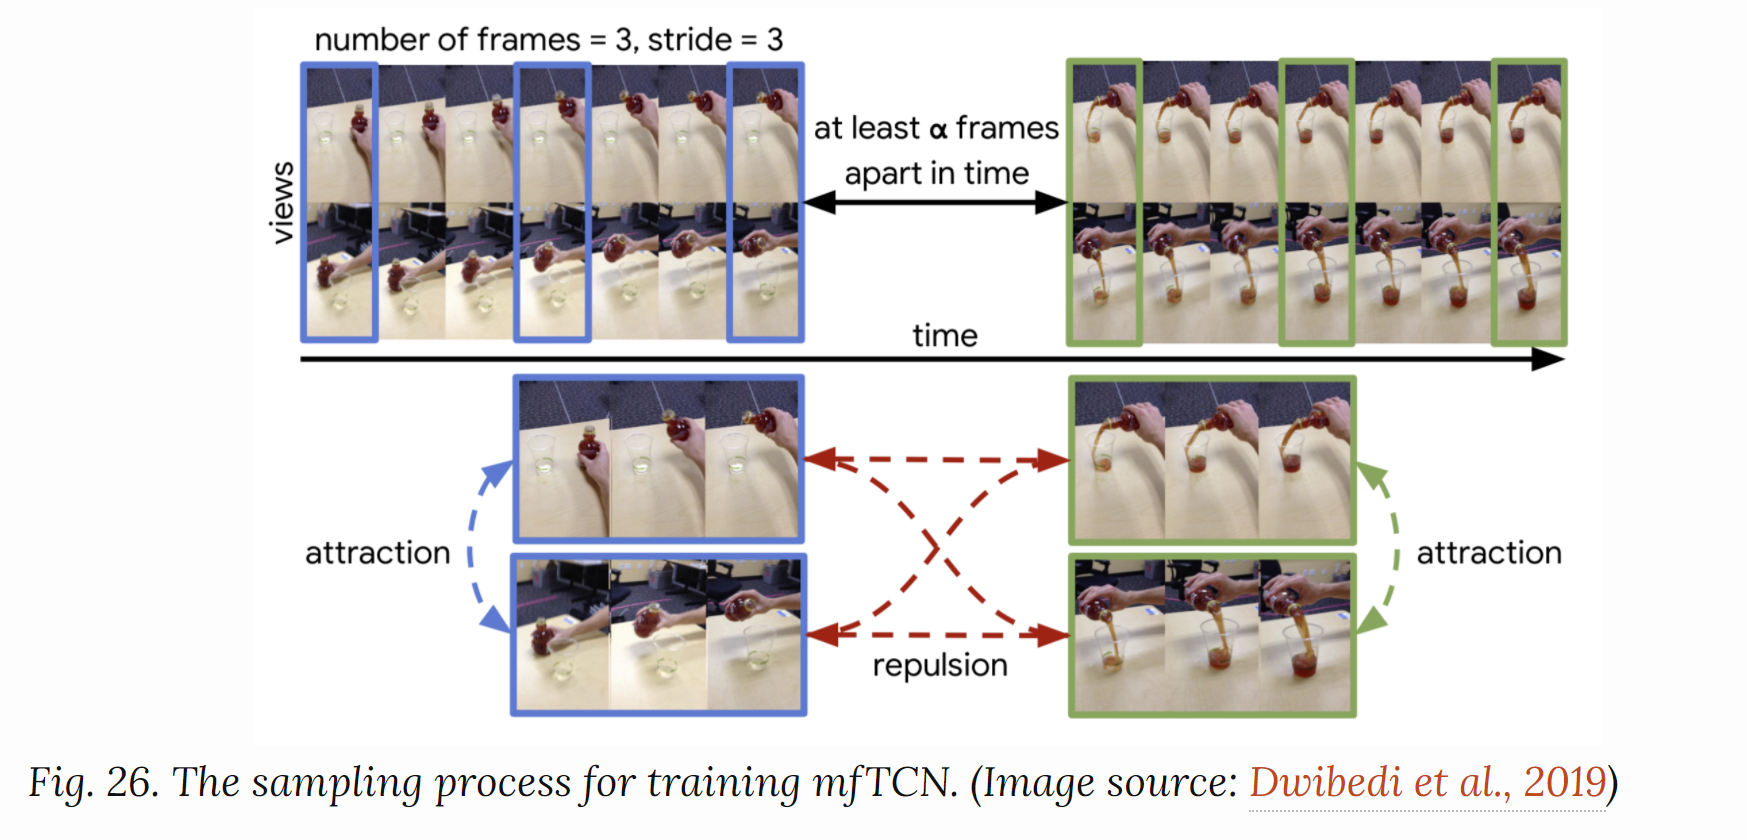 number of frames = 3, stride = 3
views
at least α frames
apart in time
time
attraction
attraction
repulsion
Fig. 26. The sampling process for training mfTCN. (Image source: Dwibedi et al., 2019)